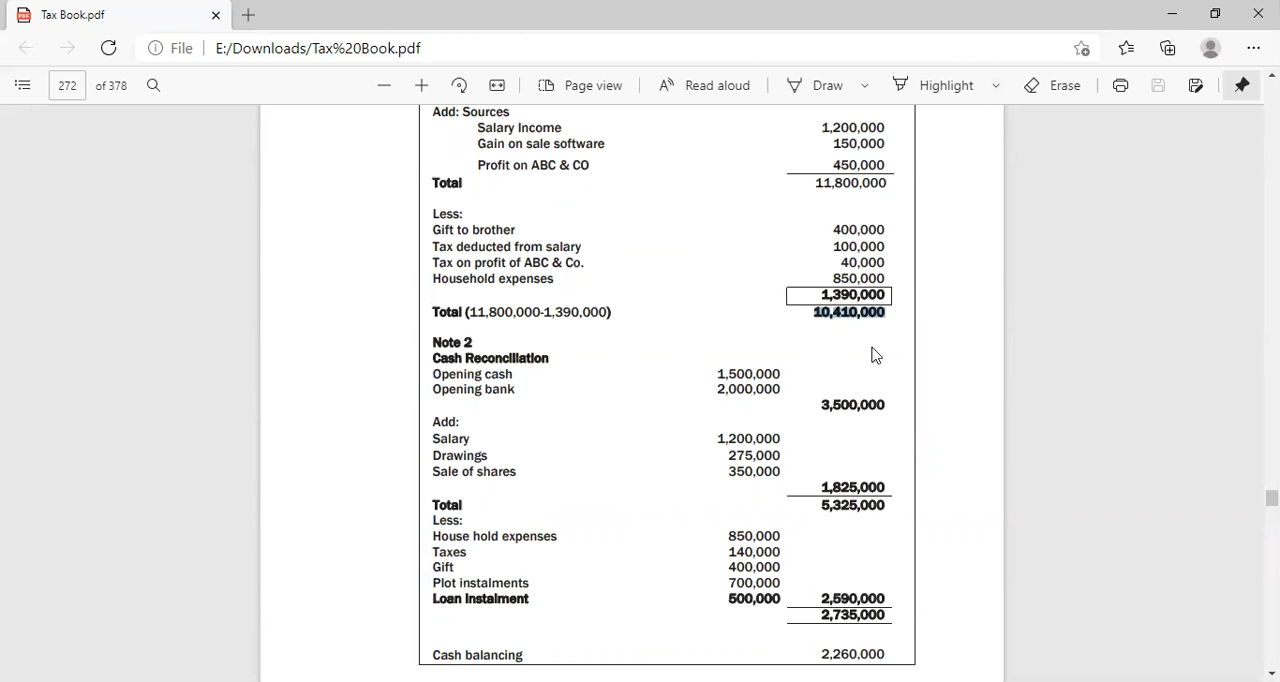 Tax Book.pdf
File E:/Downloads/Tax%20Book.pdf
272 of 378 Page view Read aloud Draw Highlight Erase
Add: Sources
Salary Income 1,200,000
Gain on sale software 150,000
Profit on ABC & CO 450,000
Total 11,800,000
Less:
Gift to brother 400,000
Tax deducted from salary 100,000
Tax on profit of ABC & Co. 40,000
Household expenses 850,000
1,390,000
Total (11,800,000-1,390,000) 10,410,000
Note 2
Cash Reconciliation
Opening cash 1,500,000
Opening bank 2,000,000
3,500,000
Add:
Salary 1,200,000
Drawings 275,000
Sale of shares 350,000
1,825,000
Total 5,325,000
Less:
House hold expenses 850,000
Taxes 140,000
Gift 400,000
Plot instalments 700,000
Loan Instalment 500,000 2,590,000
2,735,000
Cash balancing 2,260,000